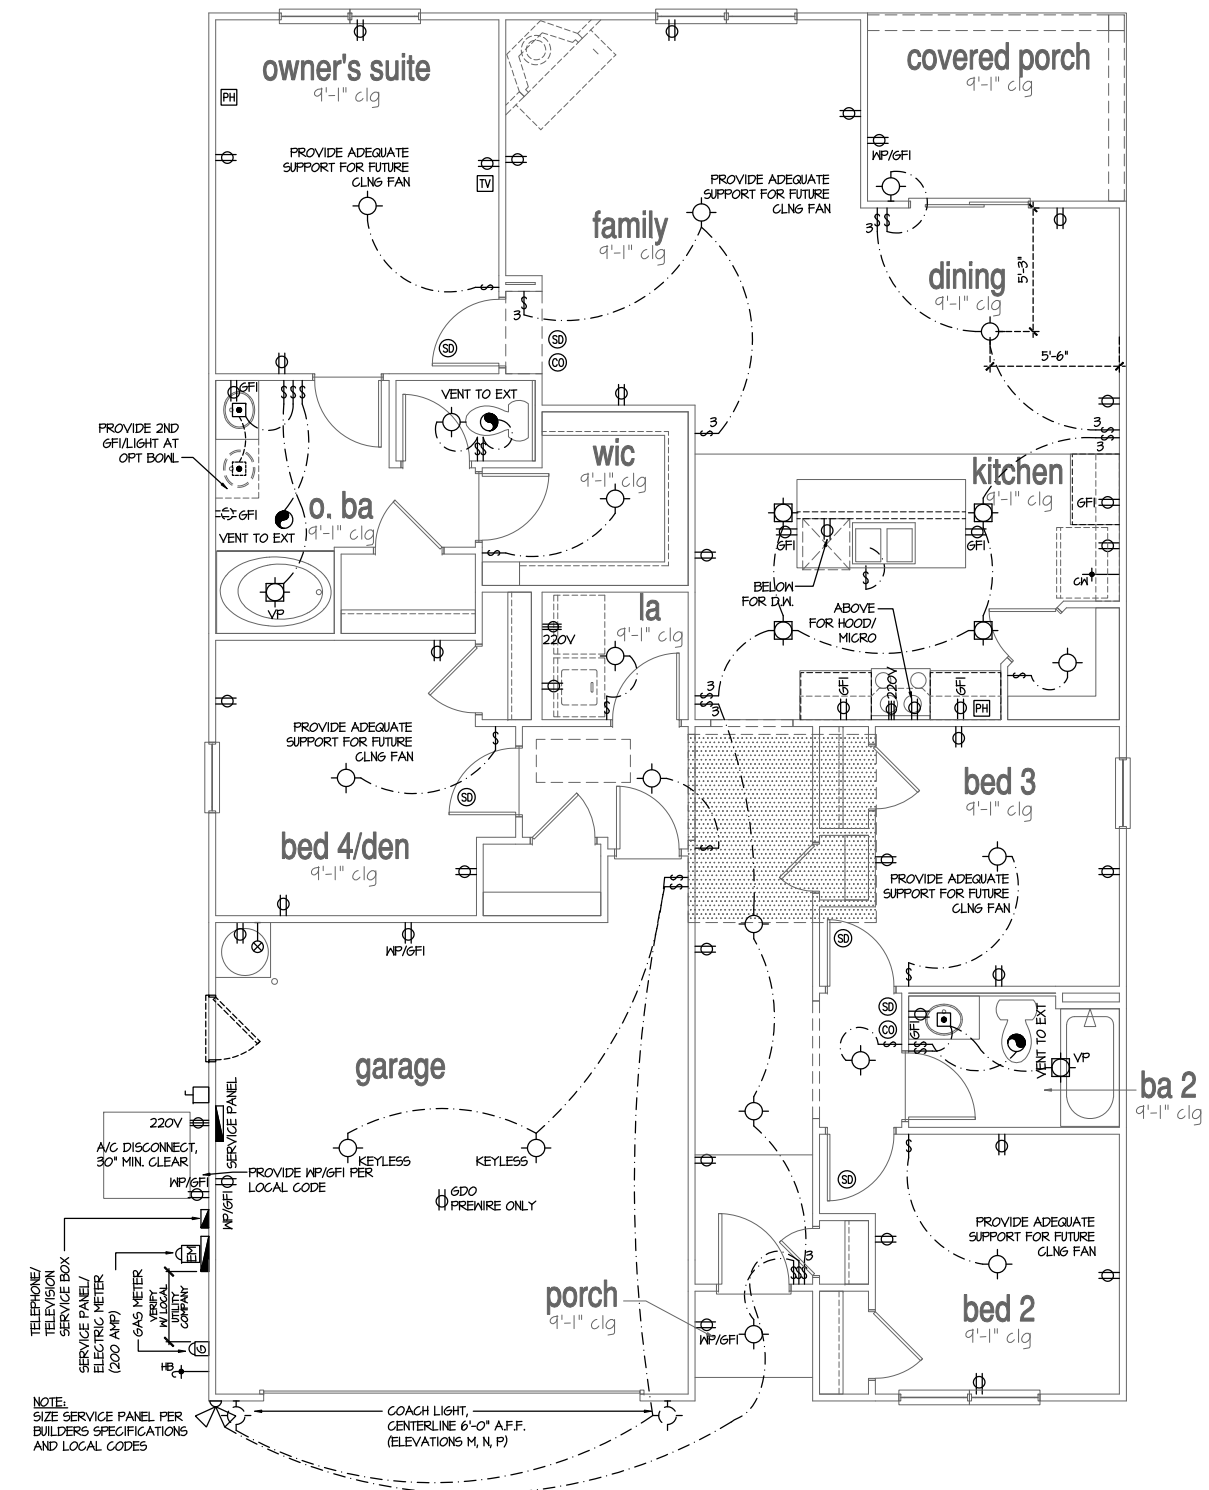 owner's suite
9'-1" clg
PH
PROVIDE ADEQUATE
SUPPORT FOR FUTURE
CLNG FAN
TV
SD
family
9'-1" clg
PROVIDE ADEQUATE
SUPPORT FOR FUTURE
CLNG FAN
3
SD
CO
3
covered porch
9'-1" clg
WP/GFI
3
dining
9'-1" clg
5'-3"
5'-6"
3
3
PROVIDE 2ND
GFI/LIGHT AT
OPT BOWL
GFI
GFI
VENT TO EXT
o. ba
9'-1" clg
VP
VENT TO EXT
wic
9'-1" clg
kitchen
9'-1" clg
GFI
GFI
GFI
CW
BELOW
FOR D.W.
ABOVE
FOR HOOD/
MICRO
GFI
220V
GFI
PH
3
3
la
9'-1" clg
220V
PROVIDE ADEQUATE
SUPPORT FOR FUTURE
CLNG FAN
SD
bed 4/den
9'-1" clg
bed 3
9'-1" clg
PROVIDE ADEQUATE
SUPPORT FOR FUTURE
CLNG FAN
SD
SD
CO
GFI
VENT TO EXT
VP
ba 2
9'-1" clg
SD
WP/GFI
garage
SERVICE PANEL
220V
A/C DISCONNECT,
30" MIN. CLEAR
WP/GFI
WP/GFI
PROVIDE WP/GFI PER
LOCAL CODE
KEYLESS
KEYLESS
GDO
PREWIRE ONLY
TELEPHONE/
TELEVISION
SERVICE BOX
SERVICE PANEL/
ELECTRIC METER
(200 AMP)
GAS METER
VERIFY
W/ LOCAL
UTILITY
COMPANY
EM
G
HB
porch
9'-1" clg
WP/GFI
3
PROVIDE ADEQUATE
SUPPORT FOR FUTURE
CLNG FAN
bed 2
9'-1" clg
NOTE:
SIZE SERVICE PANEL PER
BUILDERS SPECIFICATIONS
AND LOCAL CODES
COACH LIGHT,
CENTERLINE 6'-0" A.F.F.
(ELEVATIONS M, N, P)